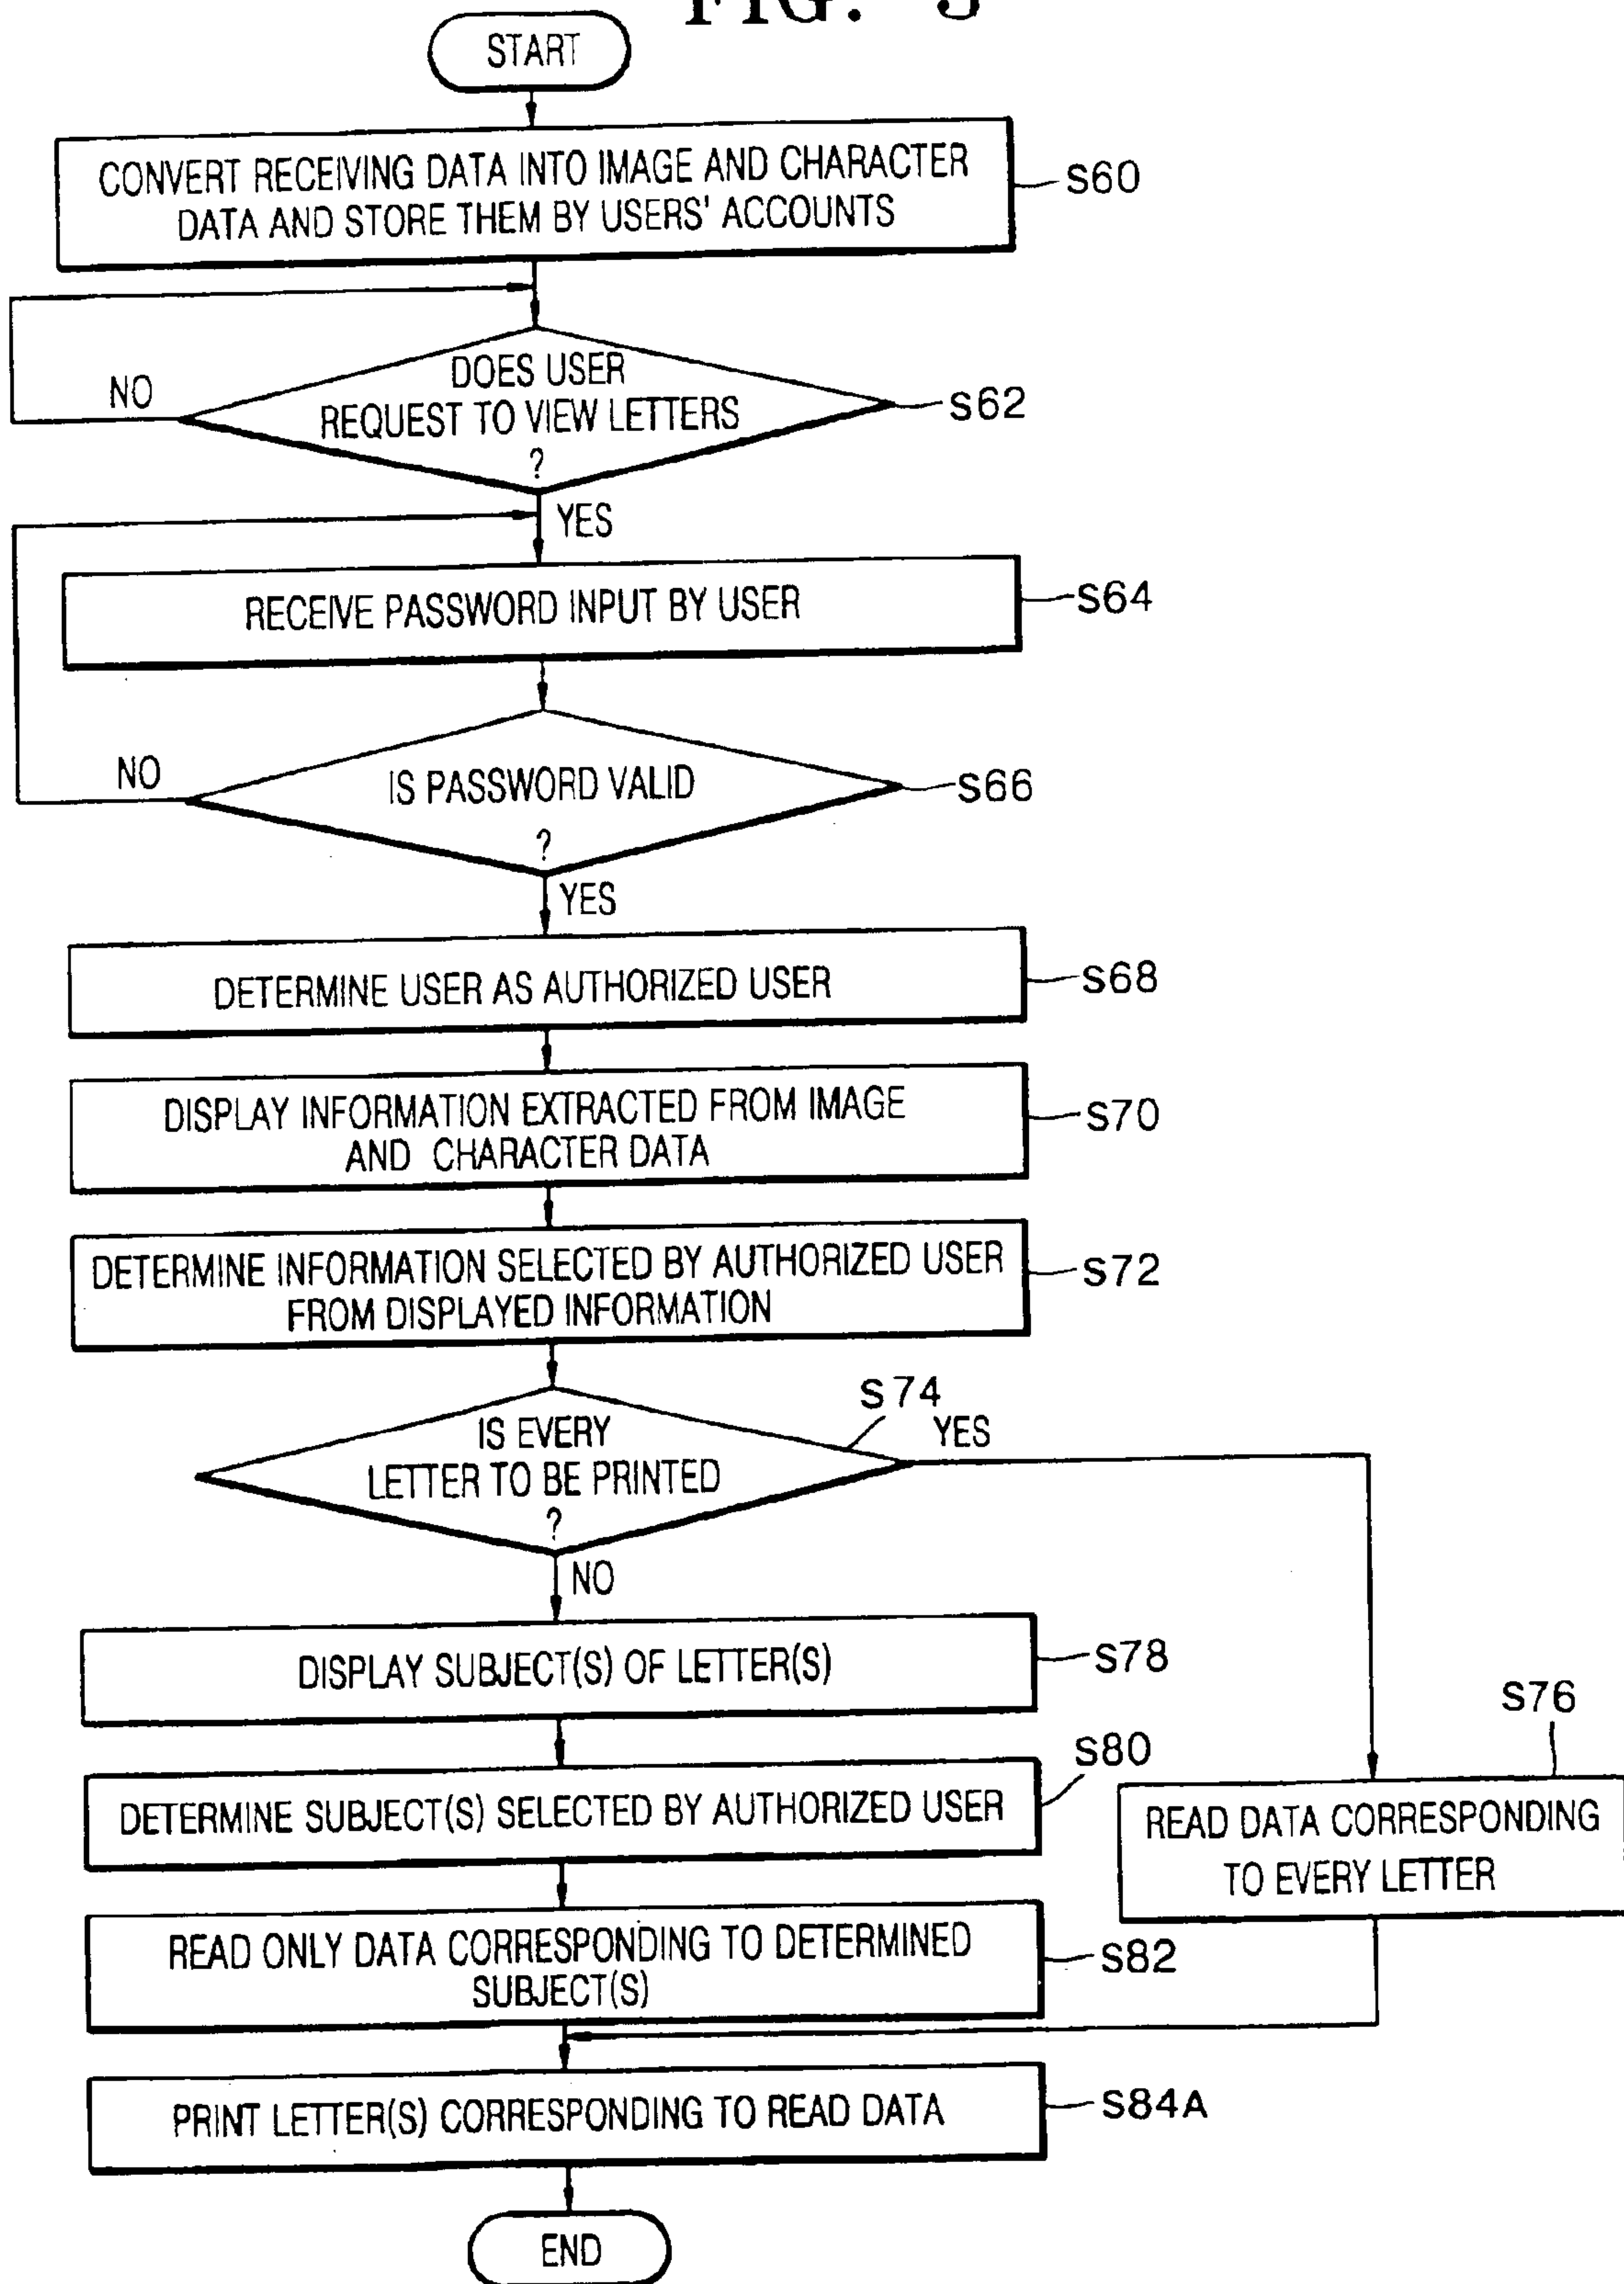 FIG. 5
START
CONVERT RECEIVING DATA INTO IMAGE AND CHARACTER
DATA AND STORE THEM BY USERS' ACCOUNTS
S60
DOES USER
REQUEST TO VIEW LETTERS
?
NO
S62
YES
RECEIVE PASSWORD INPUT BY USER
S64
IS PASSWORD VALID
?
NO
S66
YES
DETERMINE USER AS AUTHORIZED USER
S68
DISPLAY INFORMATION EXTRACTED FROM IMAGE
AND CHARACTER DATA
S70
DETERMINE INFORMATION SELECTED BY AUTHORIZED USER
FROM DISPLAYED INFORMATION
S72
IS EVERY
LETTER TO BE PRINTED
?
S74
YES
NO
DISPLAY SUBJECT(S) OF LETTER(S)
S78
S76
READ DATA CORRESPONDING
TO EVERY LETTER
DETERMINE SUBJECT(S) SELECTED BY AUTHORIZED USER
S80
READ ONLY DATA CORRESPONDING TO DETERMINED
SUBJECT(S)
S82
PRINT LETTER(S) CORRESPONDING TO READ DATA
S84A
END